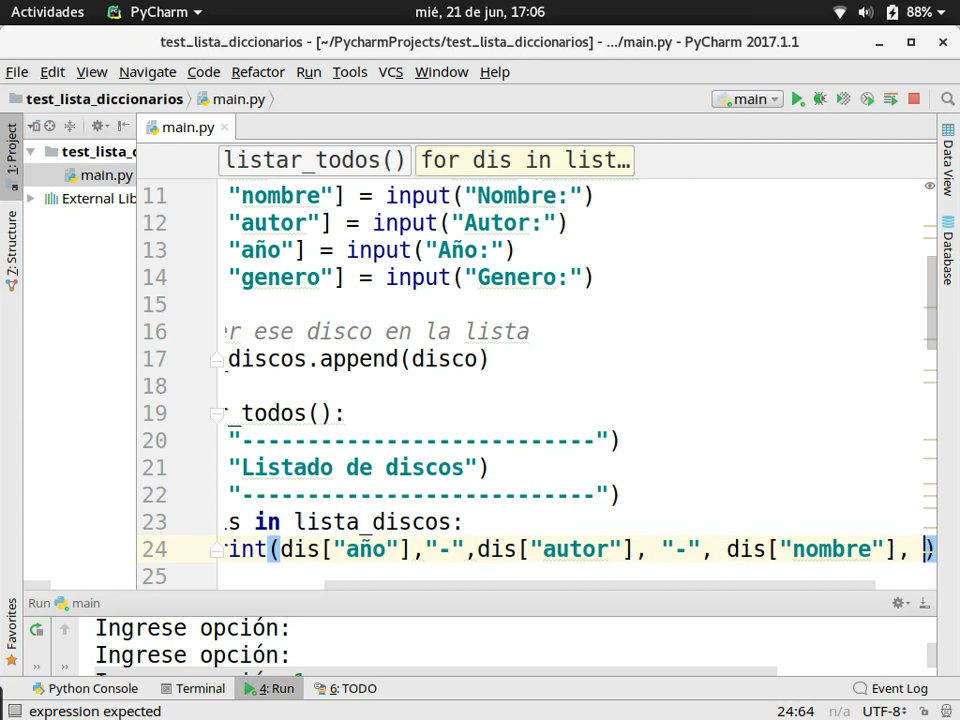 Actividades PyCharm mié, 21 de jun, 17:06 88%
test_lista_diccionarios - [~/PycharmProjects/test_lista_diccionarios] - .../main.py - PyCharm 2017.1.1
File Edit View Navigate Code Refactor Run Tools VCS Window Help
test_lista_diccionarios main.py main
1: Project
7: Structure
Favorites
Data View
Database
test_lista_d
main.py
External Lib
main.py
listar_todos() for dis in list...
11 "nombre"] = input("Nombre:")
12 "autor"] = input("Autor:")
13 "año"] = input("Año:")
14 "genero"] = input("Genero:")
15
16 er ese disco en la lista
17 _discos.append(disco)
18
19 r_todos():
20 "---------------------------")
21 "Listado de discos")
22 "---------------------------")
23 is in lista_discos:
24 rint(dis["año"],"-",dis["autor"], "-", dis["nombre"], )
25
Run main
Ingrese opción:
Ingrese opción:
Python Console Terminal 4: Run 6: TODO Event Log
expression expected 24:64 n/a UTF-8